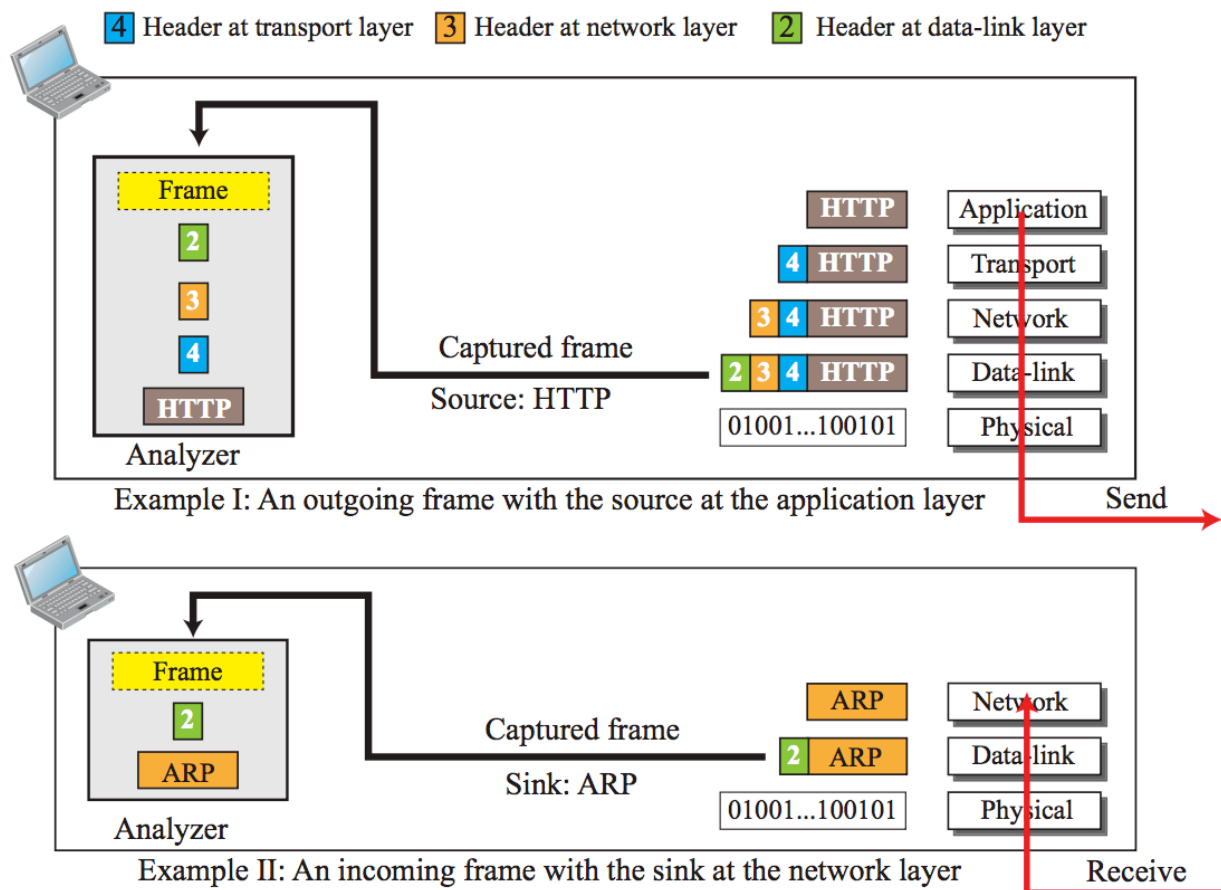 4 Header at transport layer 3 Header at network layer 2 Header at data-link layer
Frame
2
3
4
HTTP
Analyzer
Captured frame
Source: HTTP
HTTP Application
4 HTTP Transport
3 4 HTTP Network
2 3 4 HTTP Data-link
01001...100101 Physical
Example I: An outgoing frame with the source at the application layer
Send
Frame
2
ARP
Analyzer
Captured frame
Sink: ARP
ARP Network
2 ARP Data-link
01001...100101 Physical
Example II: An incoming frame with the sink at the network layer
Receive